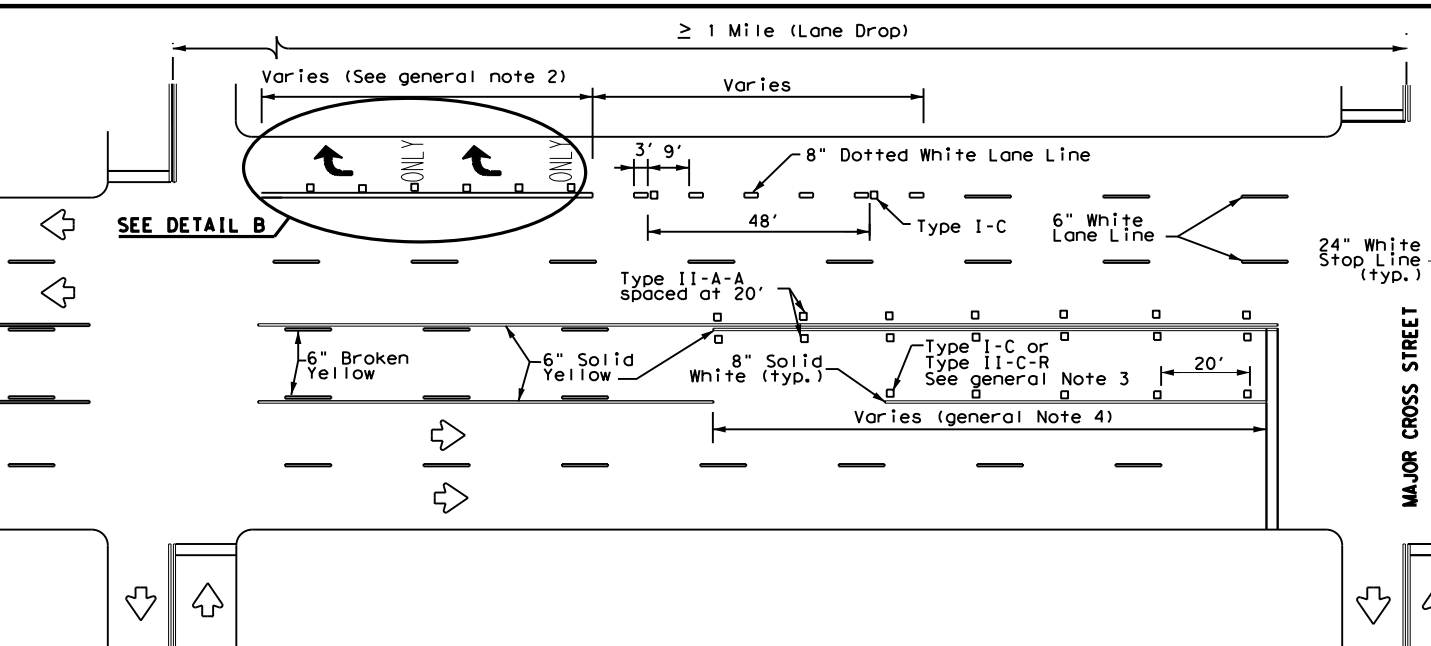 ≥ 1 Mile (Lane Drop)
Varies (See general note 2)
Varies
ONLY
ONLY
3' 9'
8" Dotted White Lane Line
SEE DETAIL B
48'
Type I-C
6" White
Lane Line
24" White
Stop Line
(typ.)
Type II-A-A
spaced at 20'
6" Broken
Yellow
6" Solid
Yellow
8" Solid
White (typ.)
Type I-C or
Type II-C-R
See general Note 3
20'
Varies (general Note 4)
MAJOR CROSS STREET